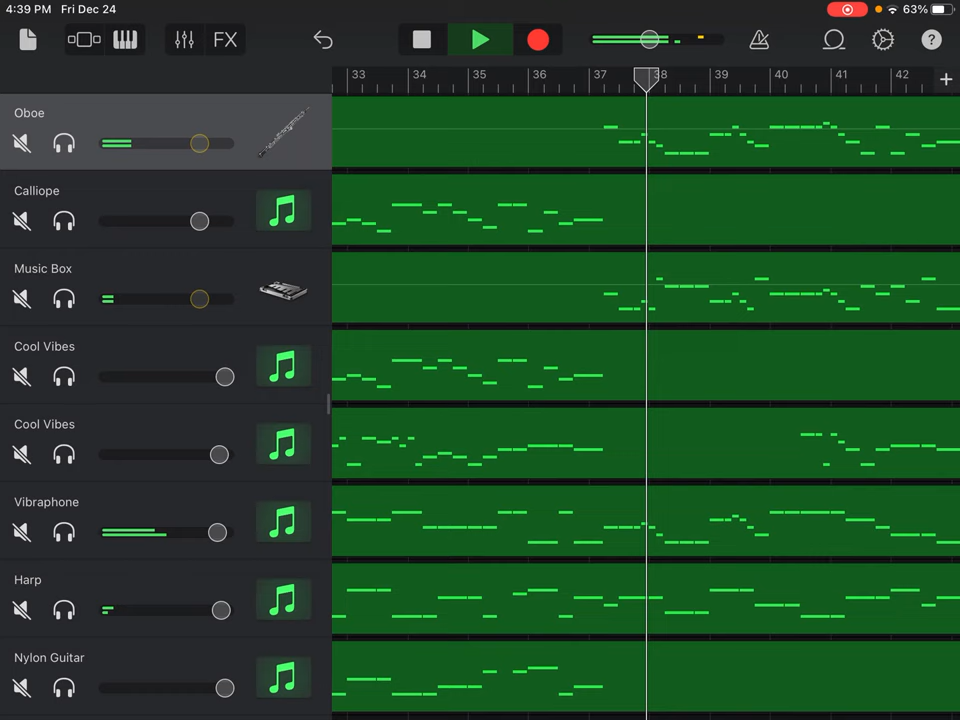 4:39 PM Fri Dec 24 63%
FX ?
33 34 35 36 37 38 39 40 41 42 +
Oboe
Calliope
Music Box
Cool Vibes
Cool Vibes
Vibraphone
Harp
Nylon Guitar